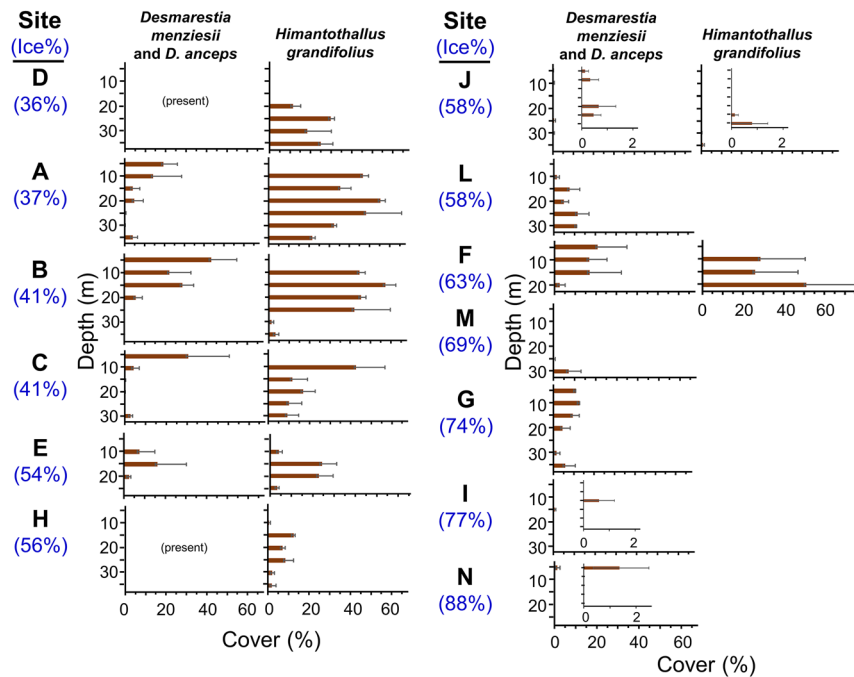 Site
(Ice%)
Desmarestia
menziesii
and D. anceps
Himantothallus
grandifolius
D
(36%)
10
20
30
(present)
A
(37%)
10
20
30
B
(41%)
10
20
30
C
(41%)
10
20
30
E
(54%)
10
20
H
(56%)
10
20
30
(present)
Depth (m)
0 20 40 60
0 20 40 60
Cover (%)
Site
(Ice%)
Desmarestia
menziesii
and D. anceps
Himantothallus
grandifolius
J
(58%)
10
20
30
0 2
0 2
L
(58%)
10
20
30
F
(63%)
10
20
0 20 40 60
M
(69%)
10
20
30
G
(74%)
10
20
30
I
(77%)
10
20
30
0 2
N
(88%)
10
20
0 2
Depth (m)
0 20 40 60
Cover (%)